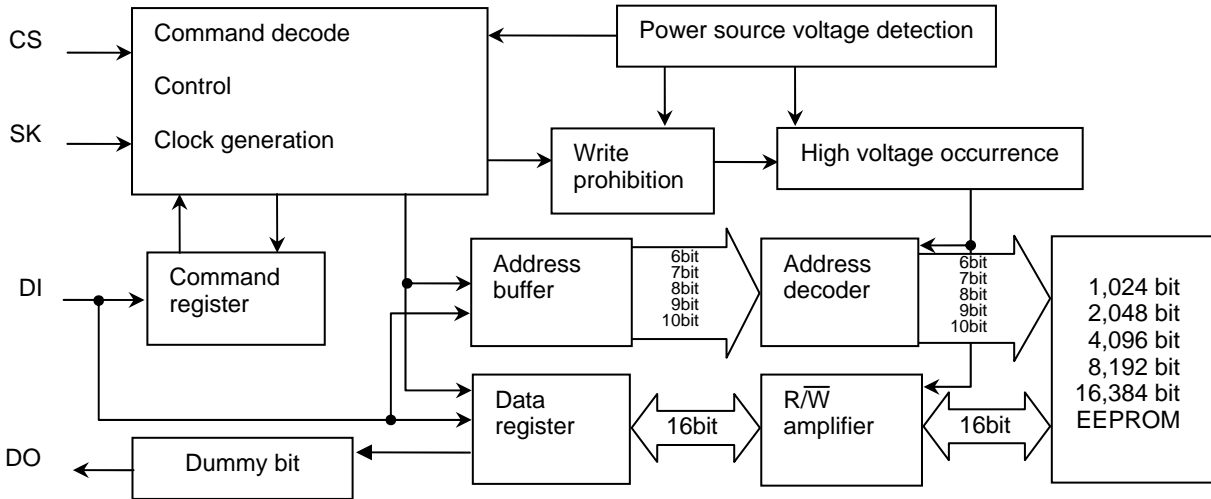 CS
SK
DI
DO
Command decode
Control
Clock generation
Power source voltage detection
Write
prohibition
High voltage occurrence
Command
register
Address
buffer
6bit
7bit
8bit
9bit
10bit
Address
decoder
6bit
7bit
8bit
9bit
10bit
1,024 bit
2,048 bit
4,096 bit
8,192 bit
16,384 bit
EEPROM
Data
register
16bit
R/W̅
amplifier
16bit
Dummy bit